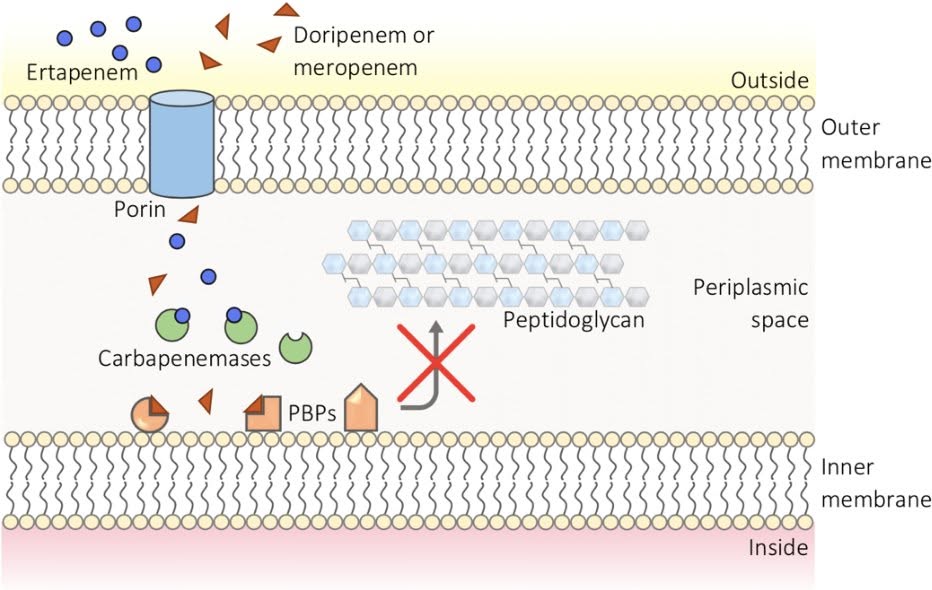 Doripenem or
meropenem
Ertapenem
Outside
Outer
membrane
Porin
Periplasmic
space
Peptidoglycan
Carbapenemases
PBPs
Inner
membrane
Inside